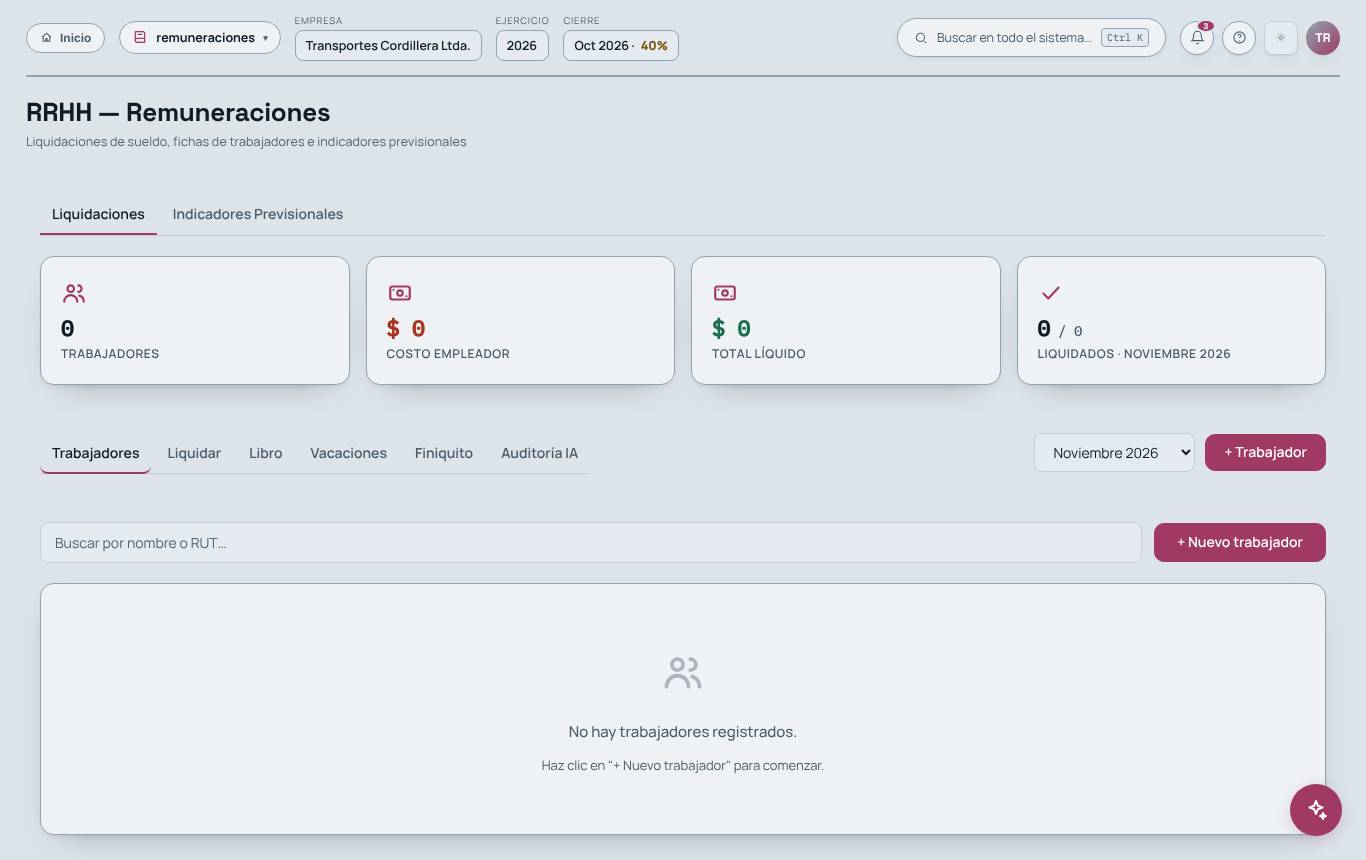 Inicio
remuneraciones ▾
EMPRESA
Transportes Cordillera Ltda.
EJERCICIO
2026
CIERRE
Oct 2026 · 40%
Buscar en todo el sistema... Ctrl K
3
TR
RRHH — Remuneraciones
Liquidaciones de sueldo, fichas de trabajadores e indicadores previsionales
Liquidaciones Indicadores Previsionales
0
TRABAJADORES
$ 0
COSTO EMPLEADOR
$ 0
TOTAL LÍQUIDO
0 / 0
LIQUIDADOS · NOVIEMBRE 2026
Trabajadores Liquidar Libro Vacaciones Finiquito Auditoría IA
Noviembre 2026
+ Trabajador
Buscar por nombre o RUT...
+ Nuevo trabajador
No hay trabajadores registrados.
Haz clic en "+ Nuevo trabajador" para comenzar.